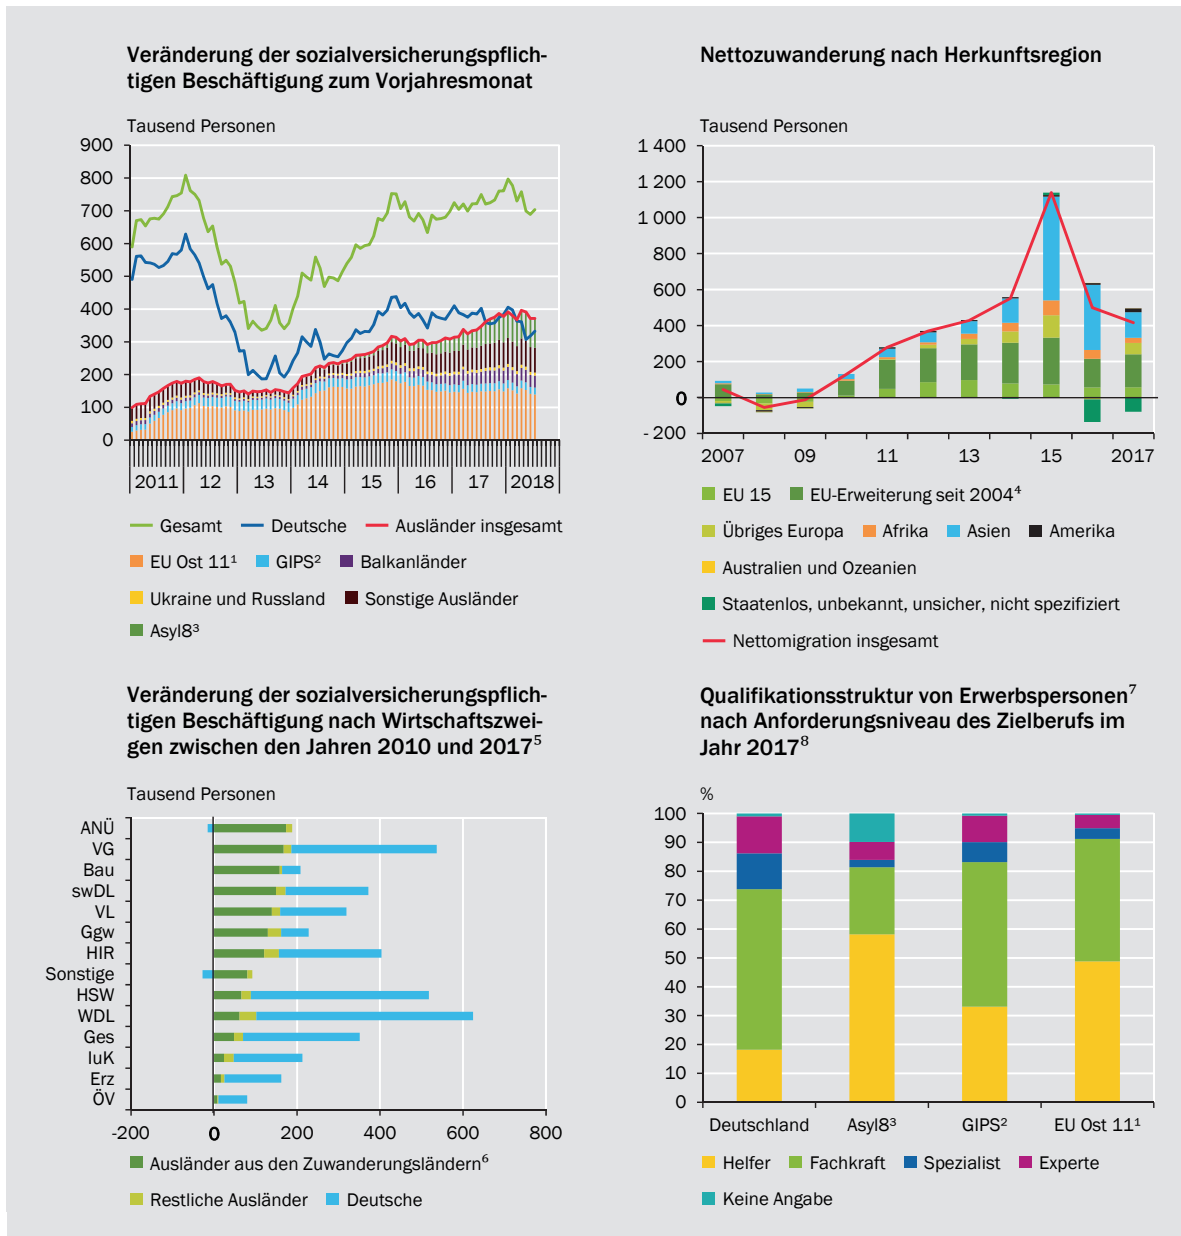 Veränderung der sozialversicherungspflich-
tigen Beschäftigung zum Vorjahresmonat
Tausend Personen
900
800
700
600
500
400
300
200
100
0
2011 12 13 14 15 16 17 2018
Gesamt Deutsche Ausländer insgesamt
EU Ost 11¹ GIPS² Balkanländer
Ukraine und Russland Sonstige Ausländer
Asyl8³
Nettozuwanderung nach Herkunftsregion
Tausend Personen
1 400
1 200
1 000
800
600
400
200
0
-200
2007 09 11 13 15 2017
EU 15 EU-Erweiterung seit 2004⁴
Übriges Europa Afrika Asien Amerika
Australien und Ozeanien
Staatenlos, unbekannt, unsicher, nicht spezifiziert
Nettomigration insgesamt
Veränderung der sozialversicherungspflich-
tigen Beschäftigung nach Wirtschaftszwei-
gen zwischen den Jahren 2010 und 2017⁵
Tausend Personen
ANÜ
VG
Bau
swDL
VL
Ggw
HIR
Sonstige
HSW
WDL
Ges
IuK
Erz
ÖV
-200 0 200 400 600 800
Ausländer aus den Zuwanderungsländern⁶
Restliche Ausländer Deutsche
Qualifikationsstruktur von Erwerbspersonen⁷
nach Anforderungsniveau des Zielberufs im
Jahr 2017⁸
%
100
90
80
70
60
50
40
30
20
10
0
Deutschland Asyl8³ GIPS² EU Ost 11¹
Helfer Fachkraft Spezialist Experte
Keine Angabe